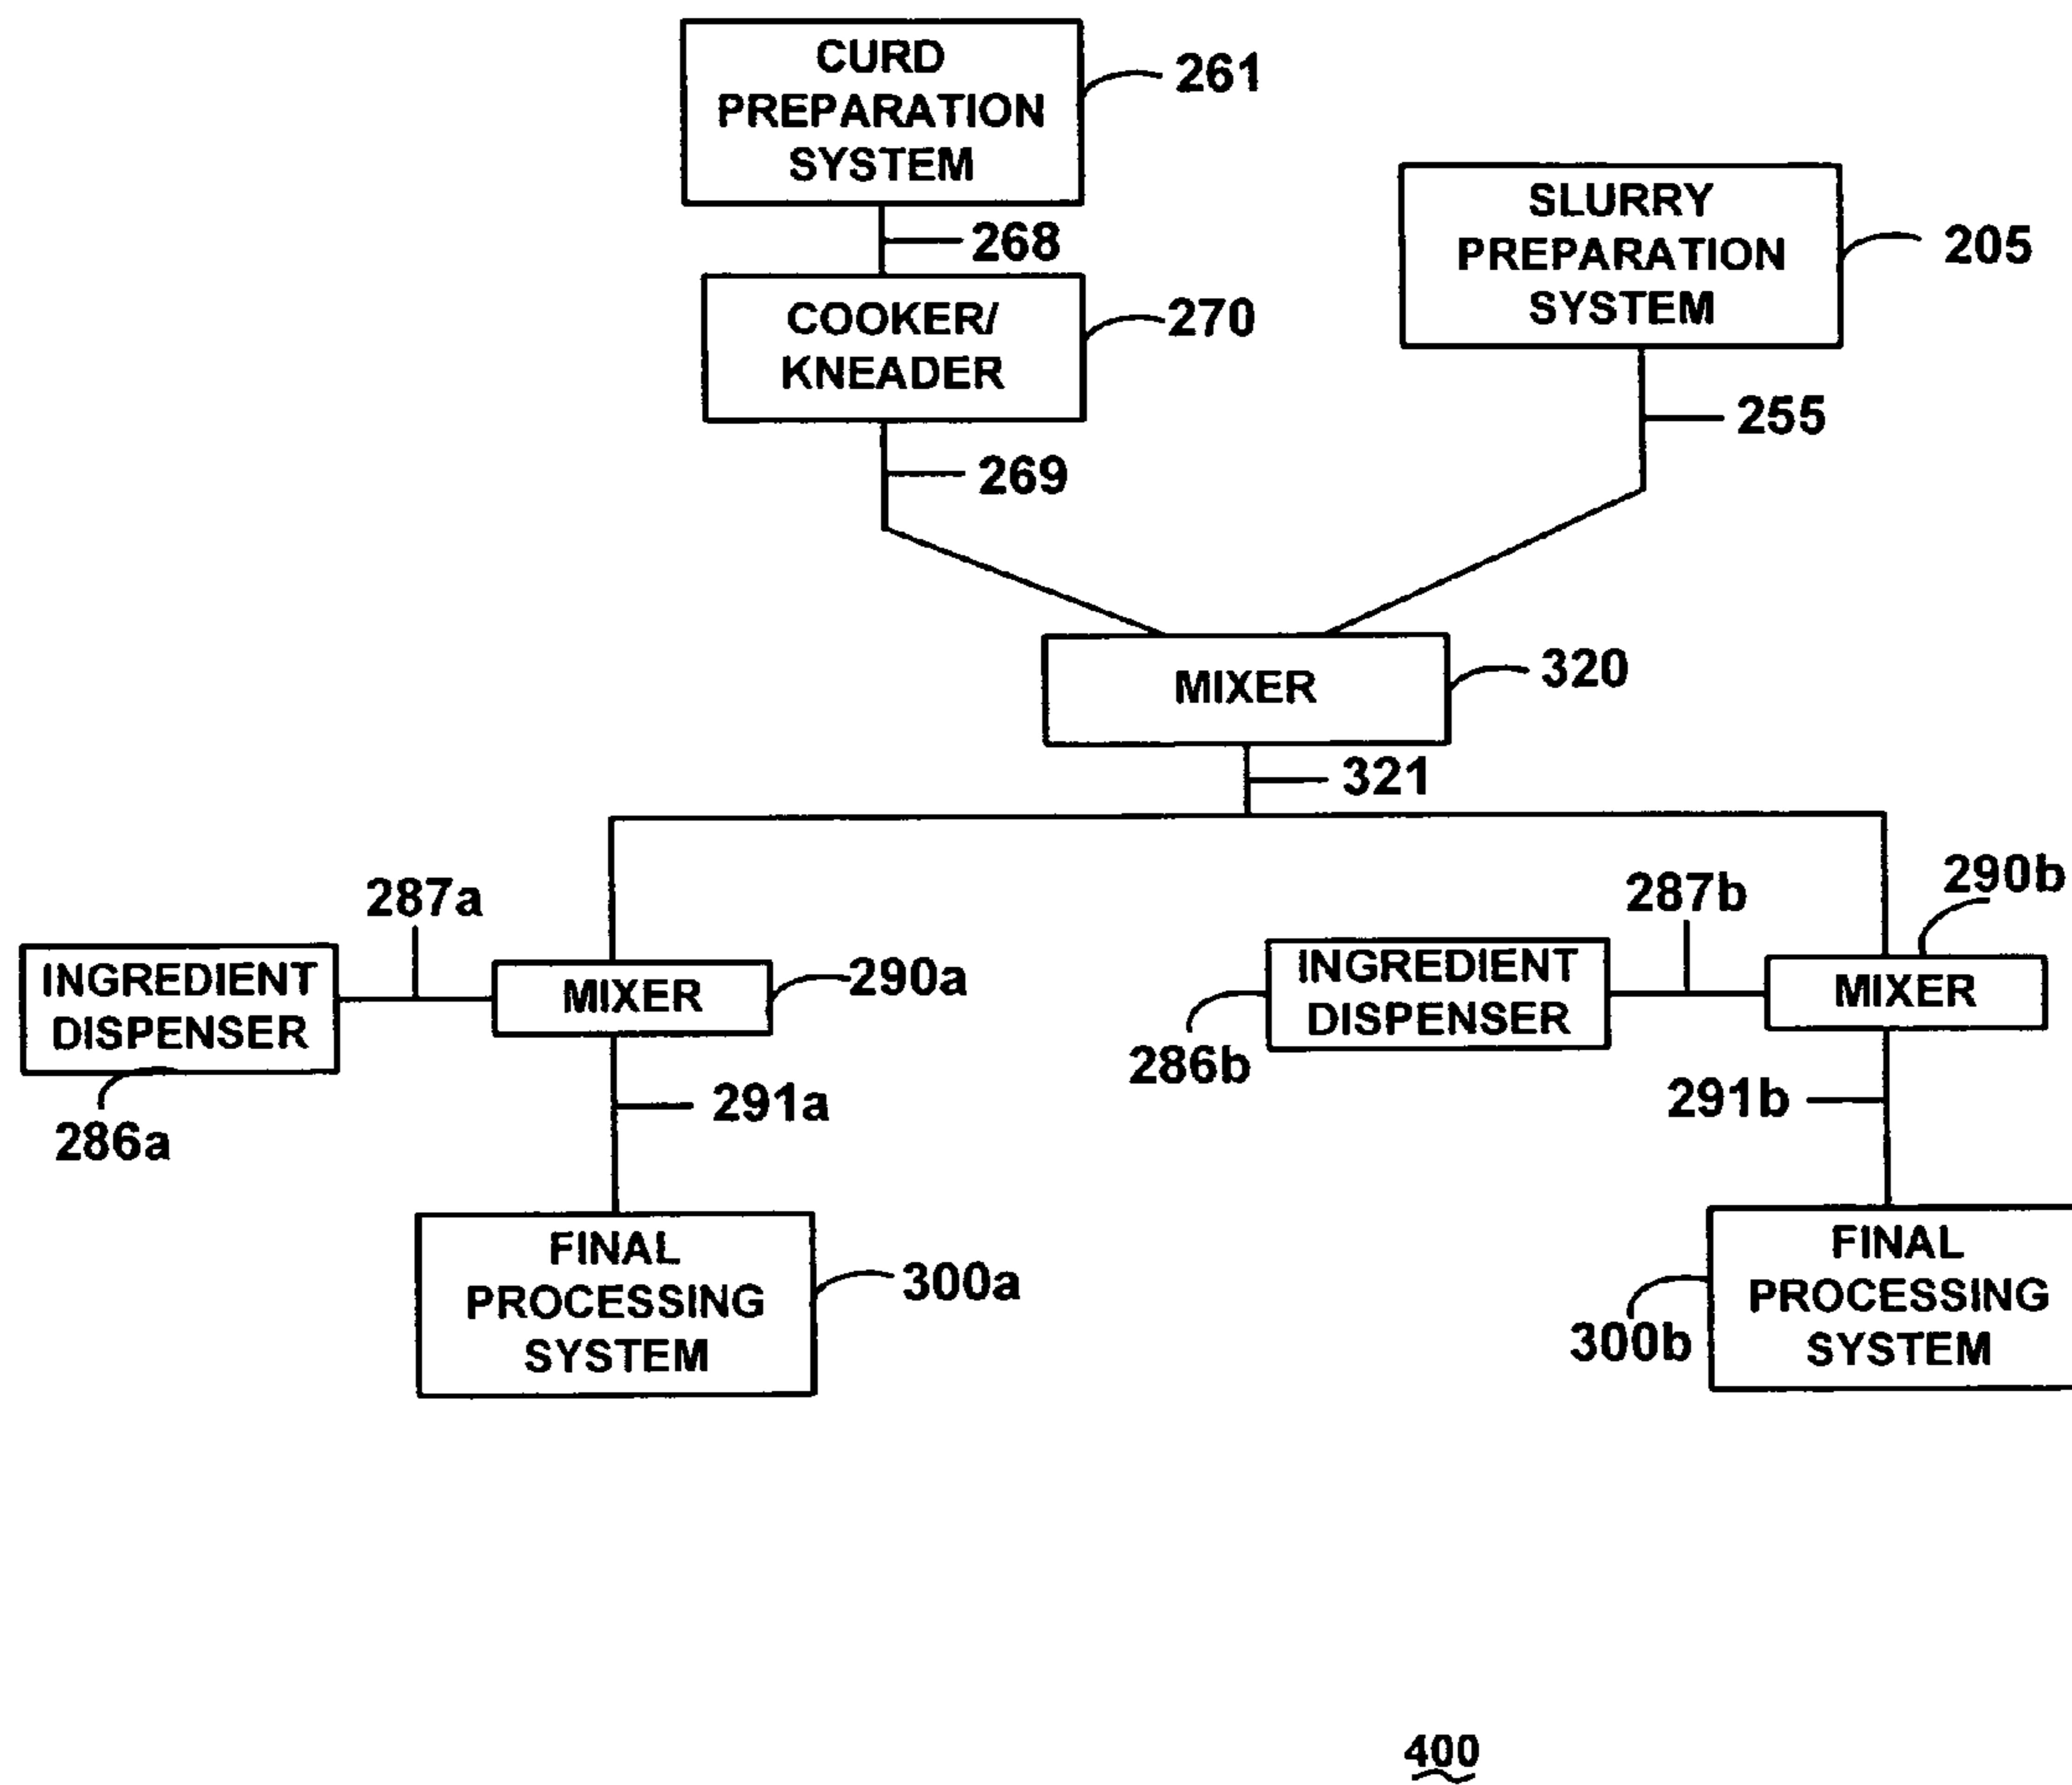 CURD
PREPARATION
SYSTEM
261
268
SLURRY
PREPARATION
SYSTEM
205
COOKER/
KNEADER
270
255
269
MIXER
320
321
287a
INGREDIENT
DISPENSER
286a
MIXER
290a
291a
287b
290b
INGREDIENT
DISPENSER
286b
MIXER
291b
FINAL
PROCESSING
SYSTEM
300a
FINAL
PROCESSING
SYSTEM
300b
400